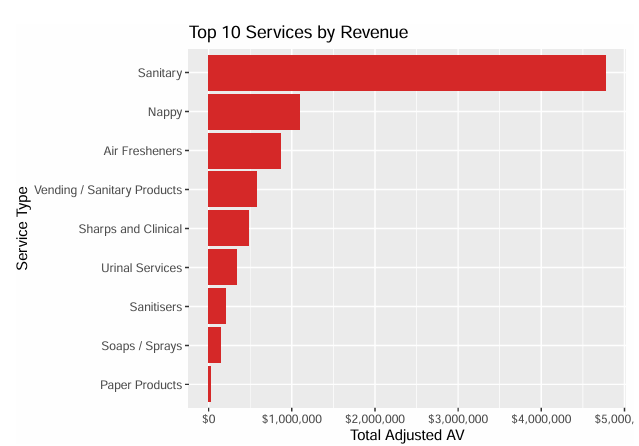 Top 10 Services by Revenue
Service Type
Sanitary
Nappy
Air Fresheners
Vending / Sanitary Products
Sharps and Clinical
Urinal Services
Sanitisers
Soaps / Sprays
Paper Products
$0 $1,000,000 $2,000,000 $3,000,000 $4,000,000 $5,000,
Total Adjusted AV